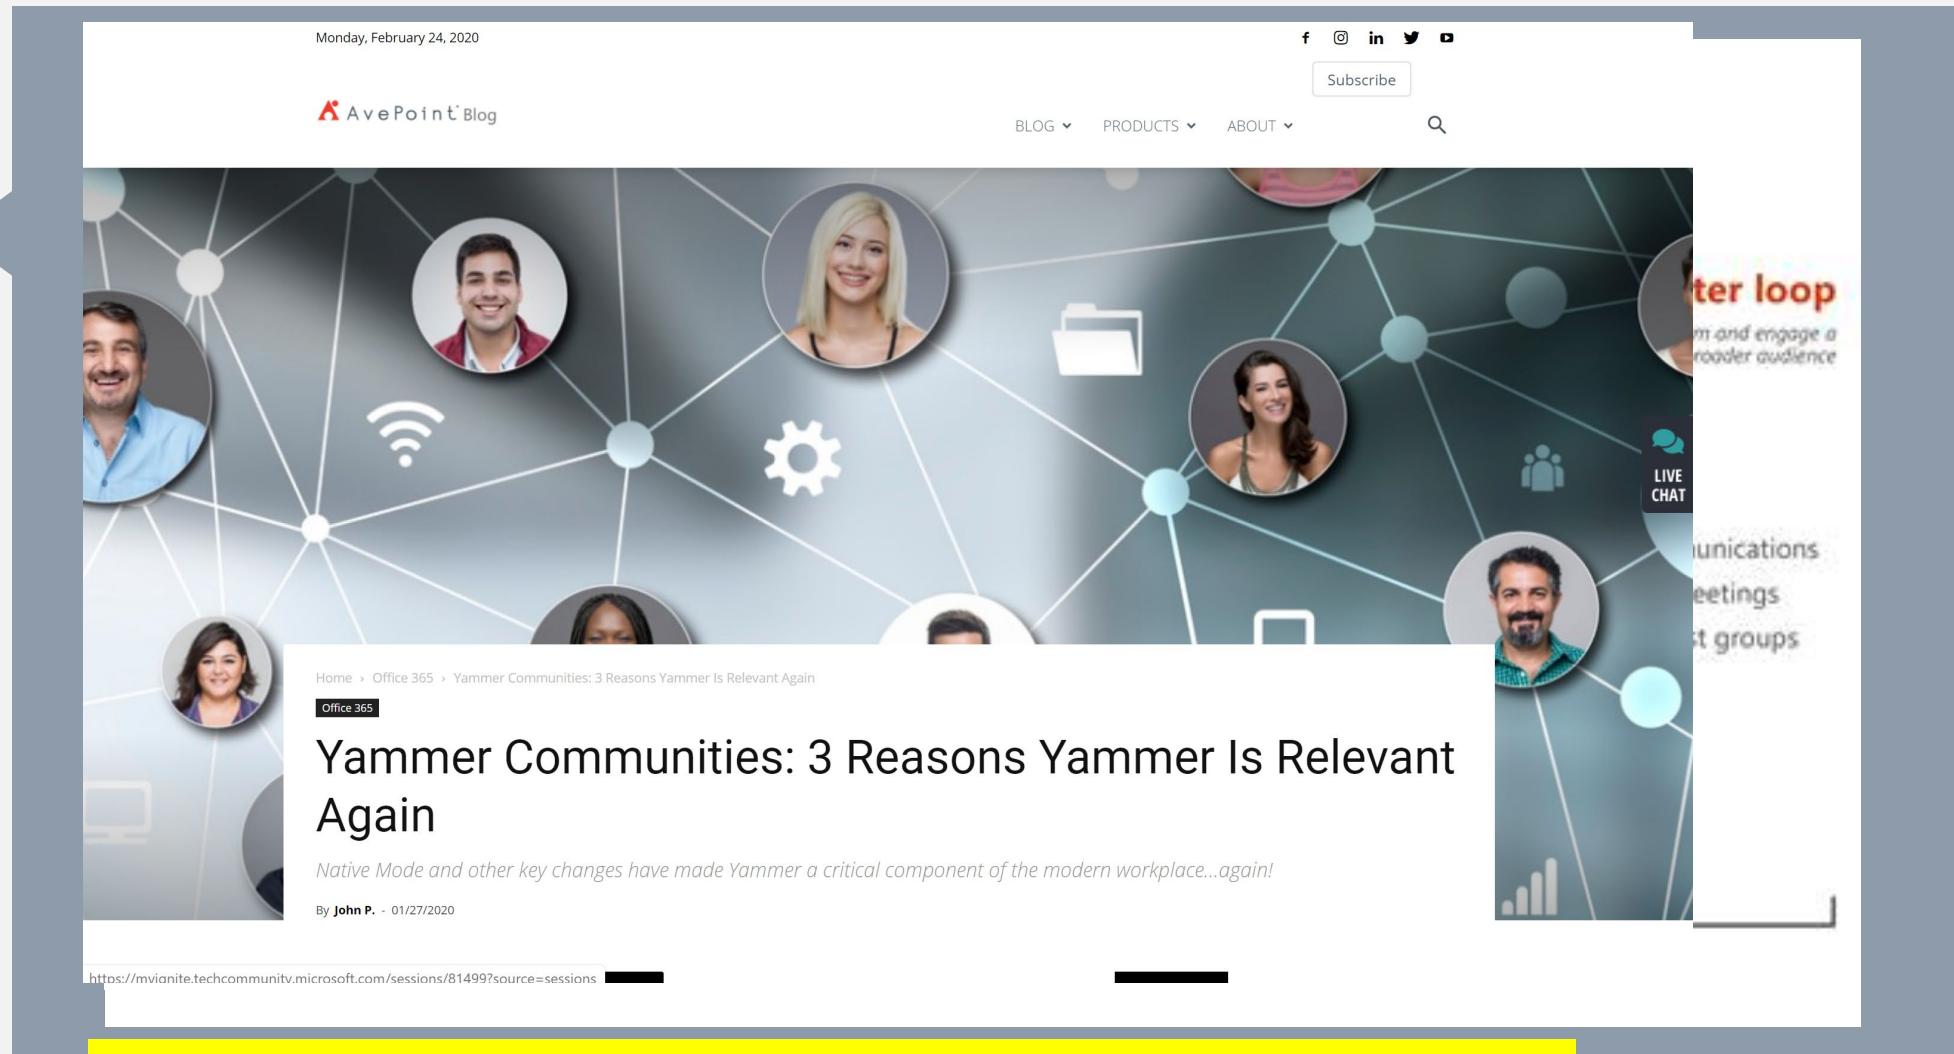 Monday, February 24, 2020
Subscribe
AvePoint Blog
BLOG
PRODUCTS
ABOUT
ter loop
m and engage a
roader audience
LIVE
CHAT
unications
eetings
st groups
Home › Office 365 › Yammer Communities: 3 Reasons Yammer Is Relevant Again
Office 365
Yammer Communities: 3 Reasons Yammer Is Relevant
Again
Native Mode and other key changes have made Yammer a critical component of the modern workplace...again!
By John P. - 01/27/2020
https://myignite.techcommunity.microsoft.com/sessions/81499?source=sessions